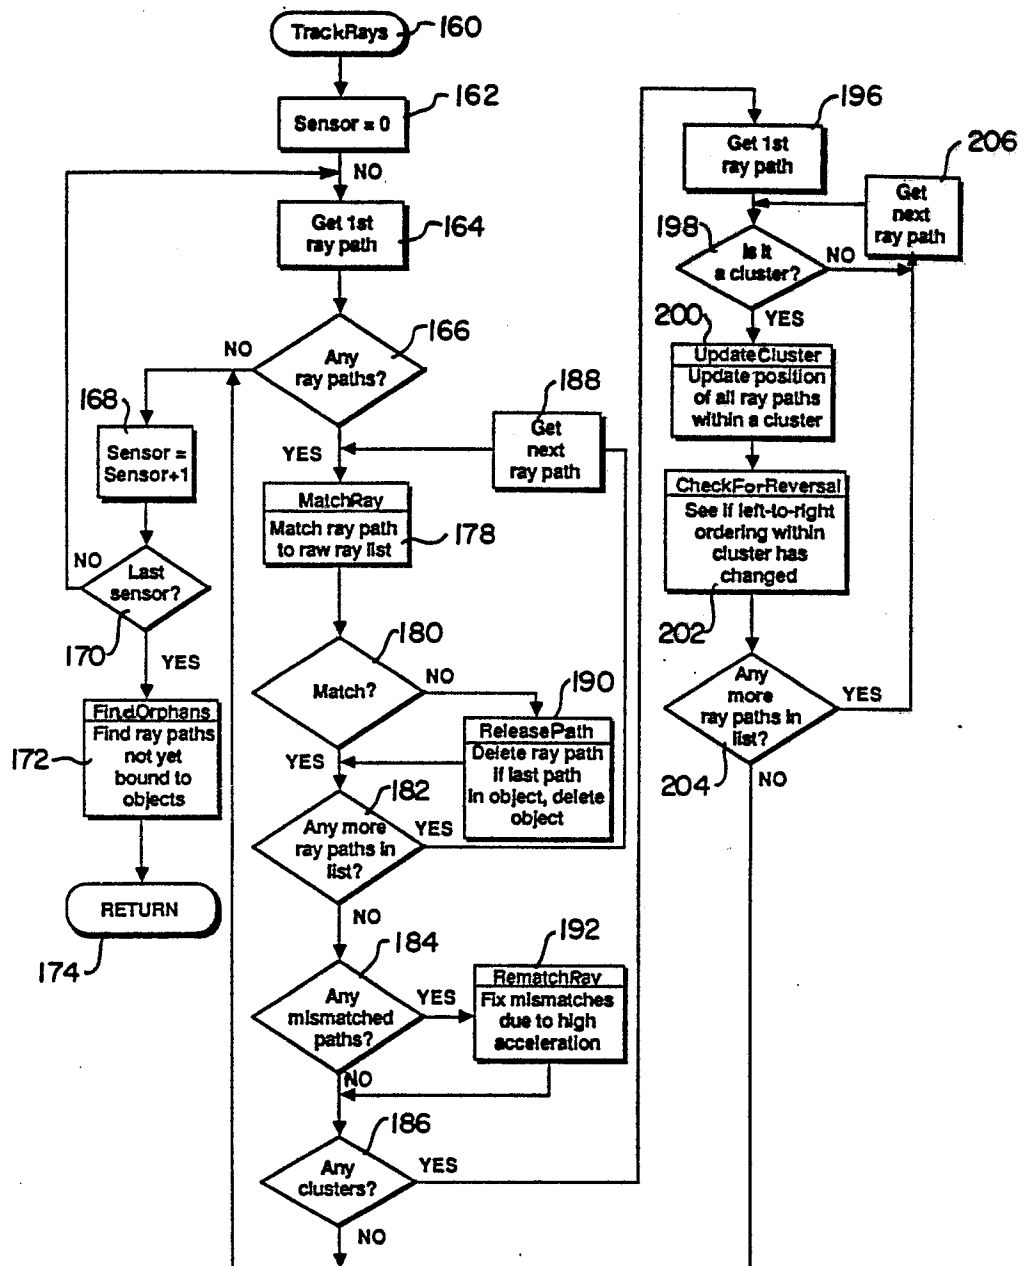 TrackRays
160
162
Sensor = 0
NO
Get 1st
ray path
164
166
NO
Any
ray paths?
168
Sensor =
Sensor+1
YES
188
Get
next
ray path
MatchRay
Match ray path
to raw ray list
178
NO
Last
sensor?
170
YES
180
Match?
NO
190
FindOrphans
Find ray paths
not yet
bound to
objects
172
ReleasePath
Delete ray path
if last path
in object, delete
object
YES
182
Any more
ray paths in
list?
YES
RETURN
174
NO
184
Any
mismatched
paths?
YES
192
RematchRay
Fix mismatches
due to high
acceleration
NO
186
Any
clusters?
YES
NO
196
Get 1st
ray path
206
Get
next
ray path
198
Is it
a cluster?
NO
YES
200
UpdateCluster
Update position
of all ray paths
within a cluster
CheckForReversal
See if left-to-right
ordering within
cluster has
changed
202
Any
more
ray paths in
list?
YES
204
NO